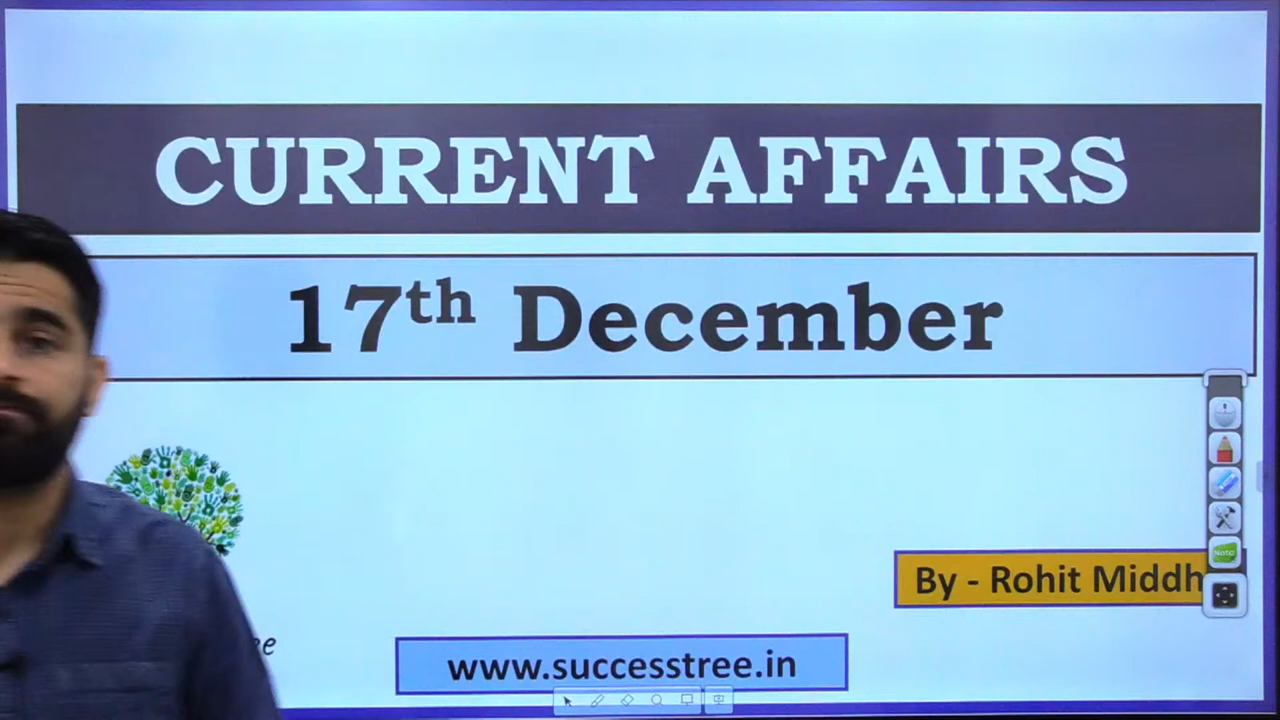 CURRENT AFFAIRS
17th December
By - Rohit Middh
www.successtree.in